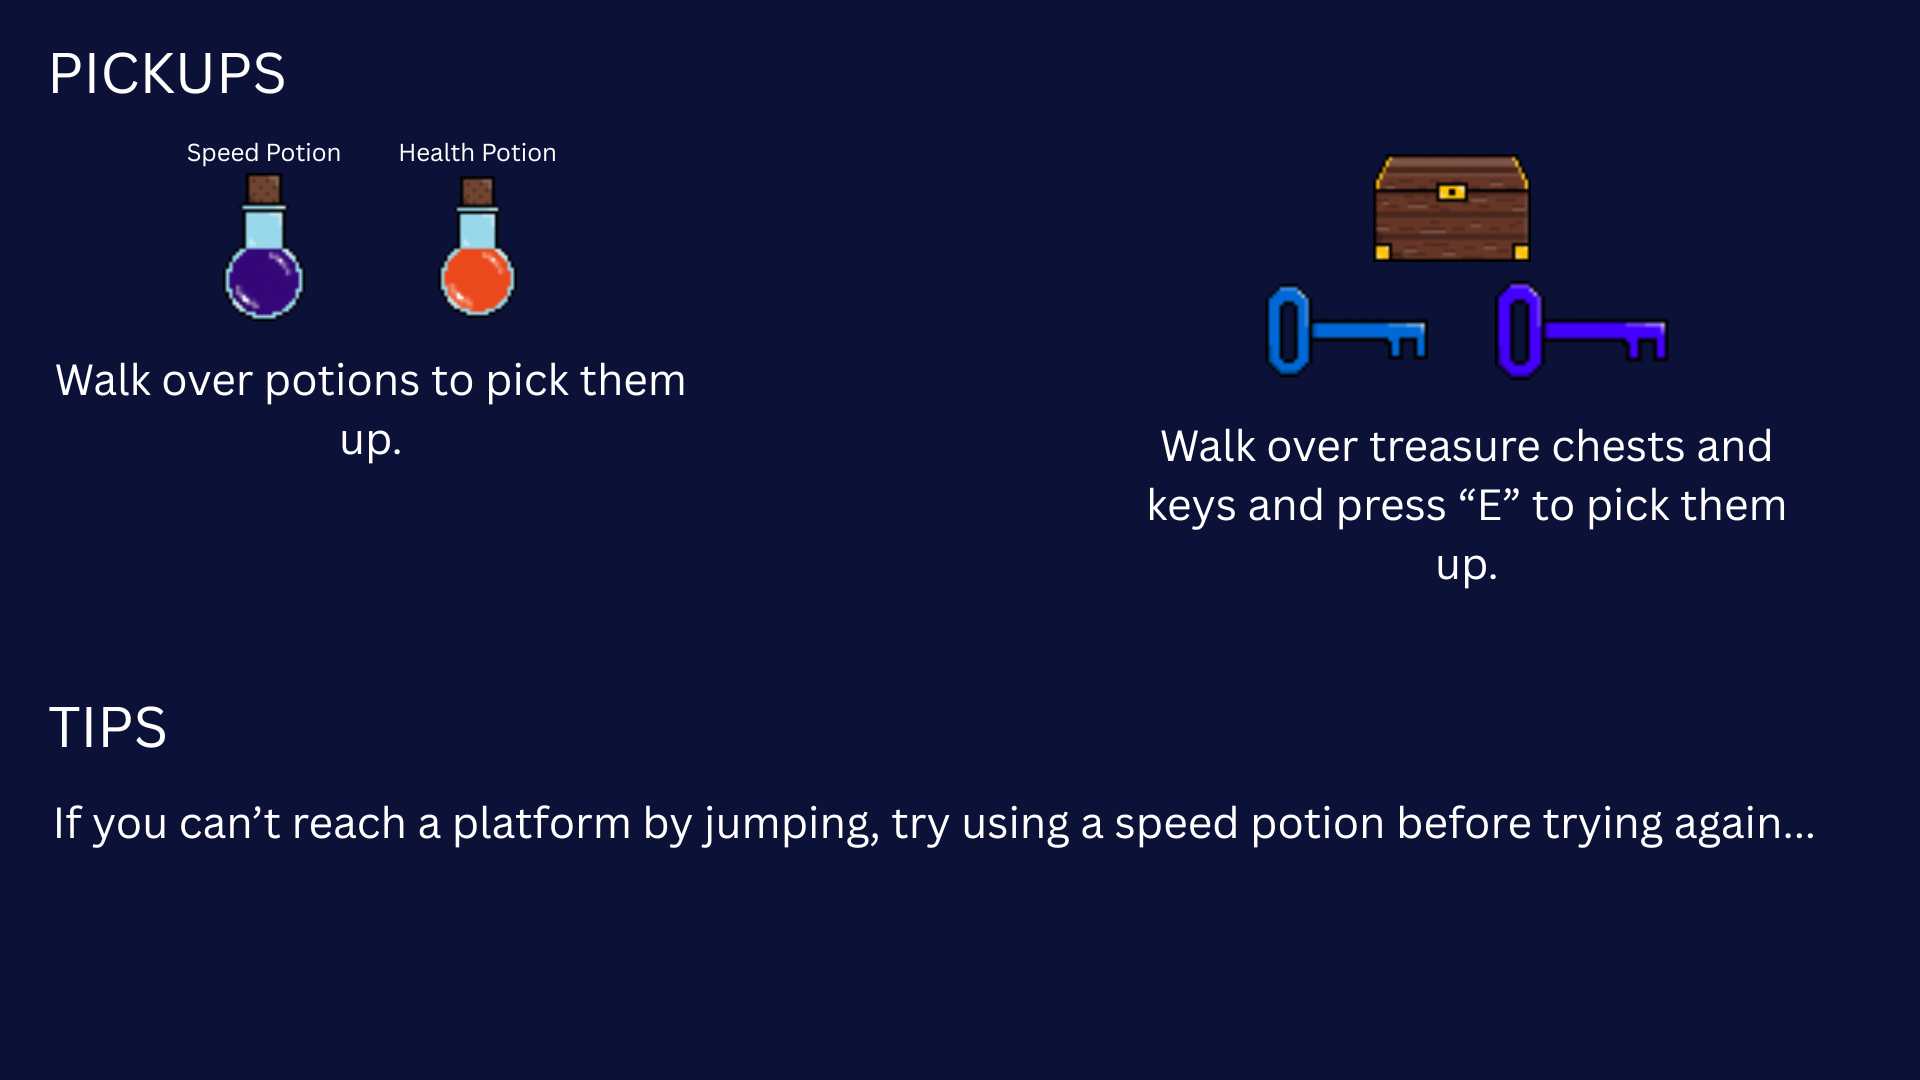 PICKUPS
Speed Potion
Health Potion
Walk over potions to pick them
up.
Walk over treasure chests and
keys and press “E” to pick them
up.
TIPS
If you can’t reach a platform by jumping, try using a speed potion before trying again...